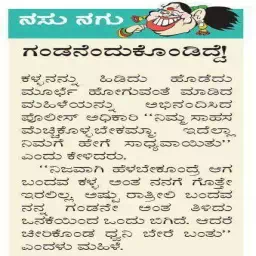 ನಸು ನಗು
ಗಂಡನೆಂದುಕೊಂಡಿದ್ದೆ!
ಕಳ್ಳನನ್ನು ಹಿಡಿದು ಹೊಡೆದು
ಮೂರ್ಛೆ ಹೋಗುವಂತೆ ಮಾಡಿದ
ಮಹಿಳೆಯನ್ನು ಅಭಿನಂದಿಸಿದ
ಪೊಲೀಸ್ ಅಧಿಕಾರಿ ‘‘ನಿಮ್ಮ ಸಾಹಸ
ಮೆಚ್ಚಿಕೊಳ್ಳಬೇಕಮ್ಮಾ. ಇದೆಲ್ಲಾ
ನಿಮಗೆ ಹೇಗೆ ಸಾಧ್ಯವಾಯಿತು’’
ಎಂದು ಕೇಳಿದರು.
‘‘ನಿಜವಾಗಿ ಹೇಳಬೇಕೂಂದ್ರೆ ಆಗ
ಬಂದವ ಕಳ್ಳ ಅಂತ ನನಗೆ ಗೊತ್ತೇ
ಇರಲಿಲ್ಲ. ಅಷ್ಟು ರಾತ್ರೀಲಿ ಬಂದವ
ನನ್ನ ಗಂಡನೇ ಅಂತ ತಿಳಿದು
ಒನಕೆಯಿಂದ ಒಂದು ಬಿಗಿದೆ. ಆದರೆ
ಚೀರಿಕೊಂಡ ಧ್ವನಿ ಬೇರೆ ಬಂತು’’
ಎಂದಳು ಮಹಿಳೆ.